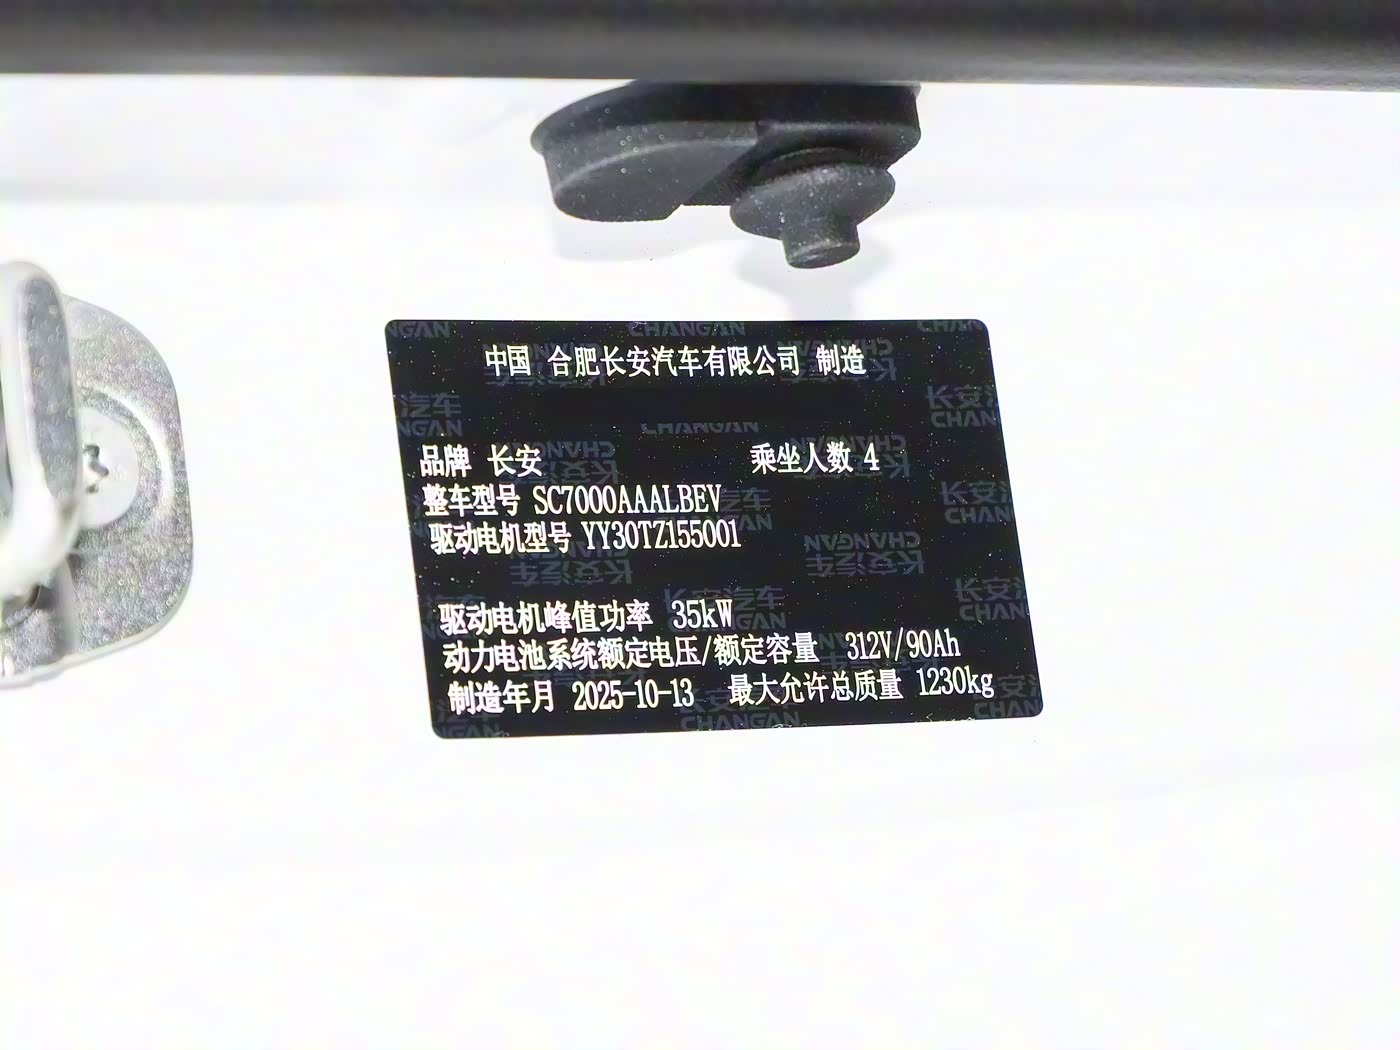 中国 合肥长安汽车有限公司 制造
品牌 长安 乘坐人数 4
整车型号 SC7000AAALBEV
驱动电机型号 YY30TZ155001
驱动电机峰值功率 35kW
动力电池系统额定电压/额定容量 312V/90Ah
制造年月 2025-10-13 最大允许总质量 1230kg